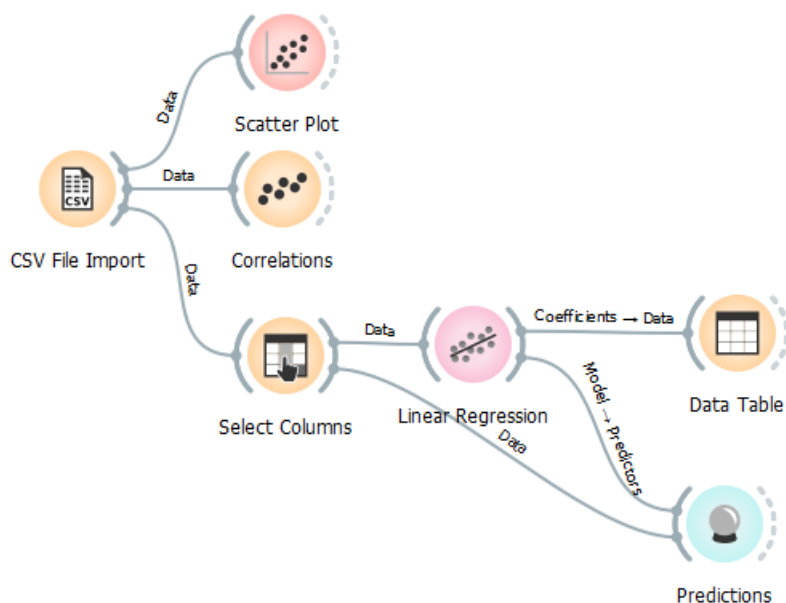 Data
Scatter Plot
Data
CSV
CSV File Import
Correlations
Data
Data
Coefficients → Data
Select Columns
Linear Regression
Data Table
Model → Predictors
Data
Predictions